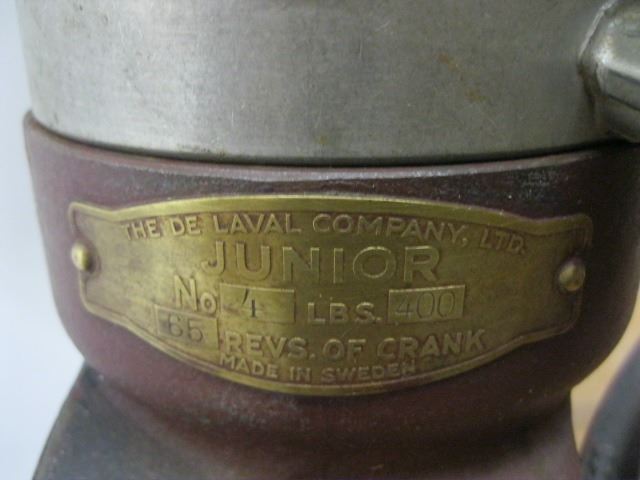 THE DE LAVAL COMPANY, LTD.
JUNIOR
No 4 LBS. 400
65 REVS. OF CRANK
MADE IN SWEDEN